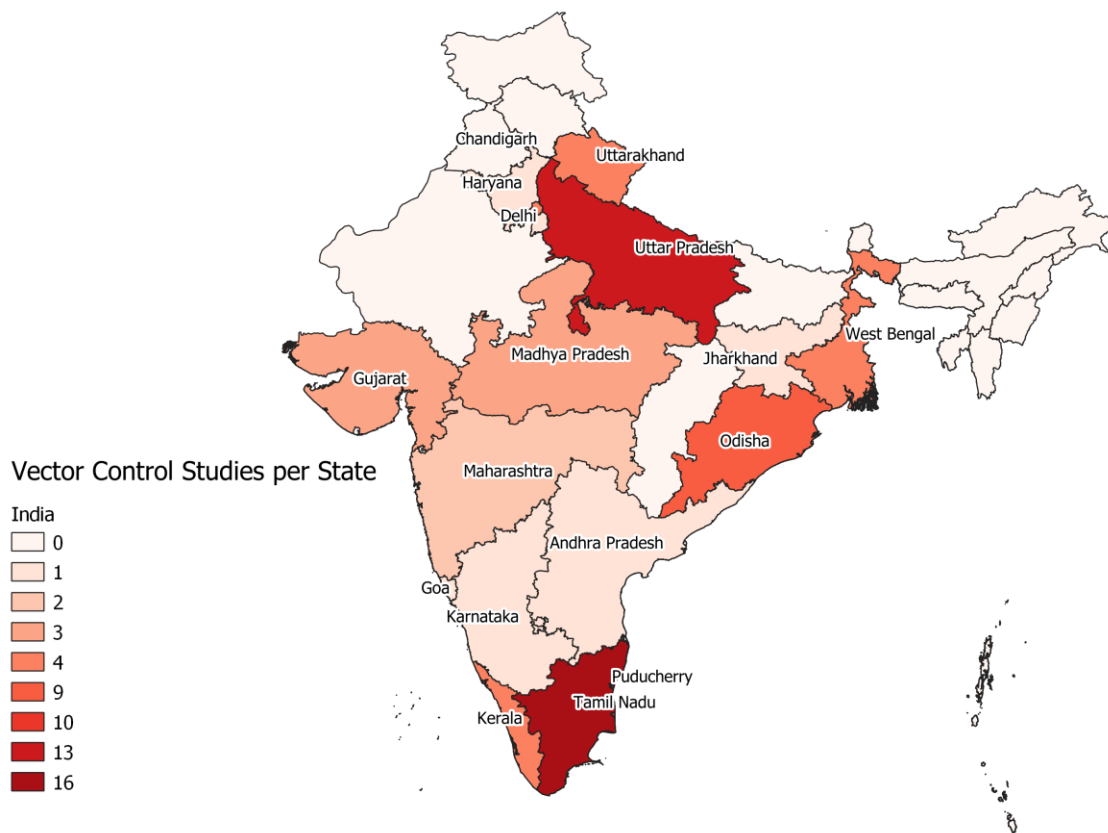 Chandigarh
Uttarakhand
Haryana
Delhi
Uttar Pradesh
West Bengal
Madhya Pradesh
Jharkhand
Gujarat
Odisha
Maharashtra
Vector Control Studies per State
India
0
1
2
3
4
9
10
13
16
Andhra Pradesh
Goa
Karnataka
Puducherry
Tamil Nadu
Kerala